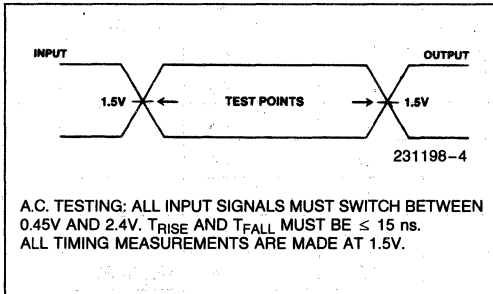 INPUT OUTPUT
1.5V TEST POINTS 1.5V
231198-4
A.C. TESTING: ALL INPUT SIGNALS MUST SWITCH BETWEEN
0.45V AND 2.4V. TRISE AND TFALL MUST BE ≤ 15 ns.
ALL TIMING MEASUREMENTS ARE MADE AT 1.5V.